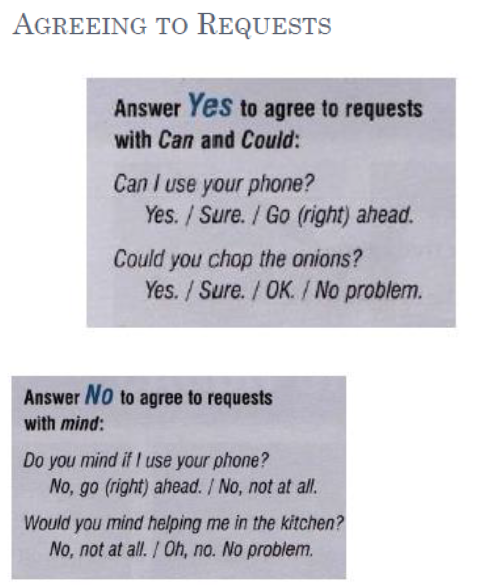 AGREEING TO REQUESTS
Answer Yes to agree to requests
with Can and Could:
Can I use your phone?
Yes. / Sure. / Go (right) ahead.
Could you chop the onions?
Yes. / Sure. / OK. / No problem.
Answer No to agree to requests
with mind:
Do you mind if I use your phone?
No, go (right) ahead. / No, not at all.
Would you mind helping me in the kitchen?
No, not at all. / Oh, no. No problem.